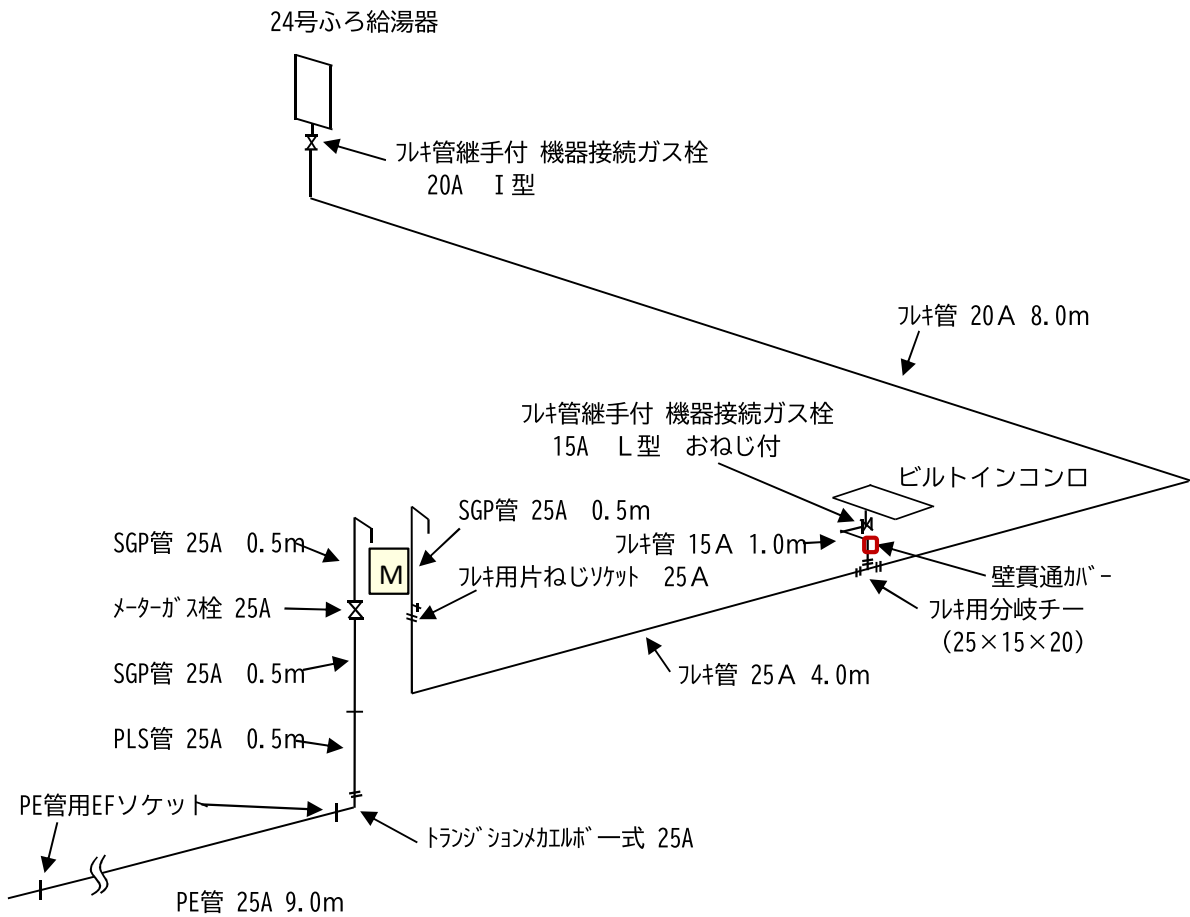 24号ふろ給湯器
ﾌﾚｷ管継手付 機器接続ガス栓
20A Ⅰ型
ﾌﾚｷ管 20Ａ 8.0m
ﾌﾚｷ管継手付 機器接続ガス栓
15A Ｌ型 おねじ付
ビルトインコンロ
SGP管 25A 0.5m
SGP管 25A 0.5m
ﾌﾚｷ管 15Ａ 1.0m
M
ﾌﾚｷ用片ねじｿｹｯﾄ 25Ａ
壁貫通ｶﾊﾞｰ
ﾒｰﾀｰｶﾞｽ栓 25A
ﾌﾚｷ用分岐チー
（25×15×20）
SGP管 25A 0.5m
ﾌﾚｷ管 25Ａ 4.0m
PLS管 25A 0.5m
PE管用EFソケット
ﾄﾗﾝｼﾞｼｮﾝﾒｶｴﾙﾎﾞ一式 25A
PE管 25A 9.0m